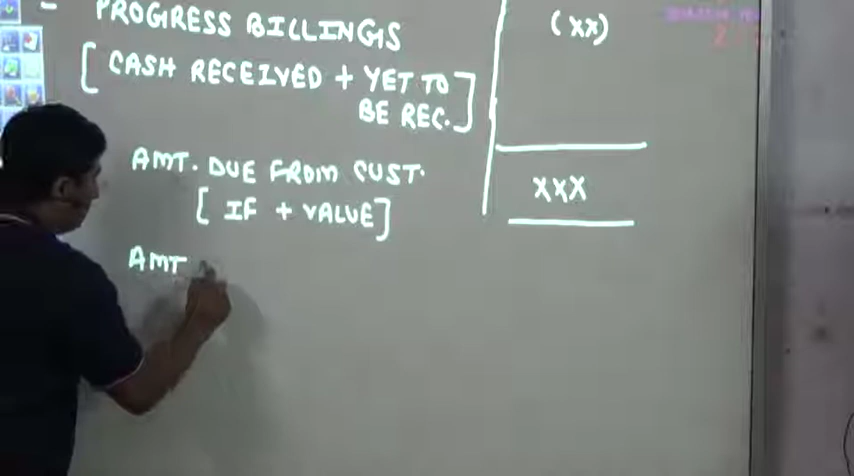 - PROGRESS BILLINGS (XX)
[ CASH RECEIVED + YET TO
BE REC. ]
AMT. DUE FROM CUST. XXX
[ IF + VALUE ]
AMT